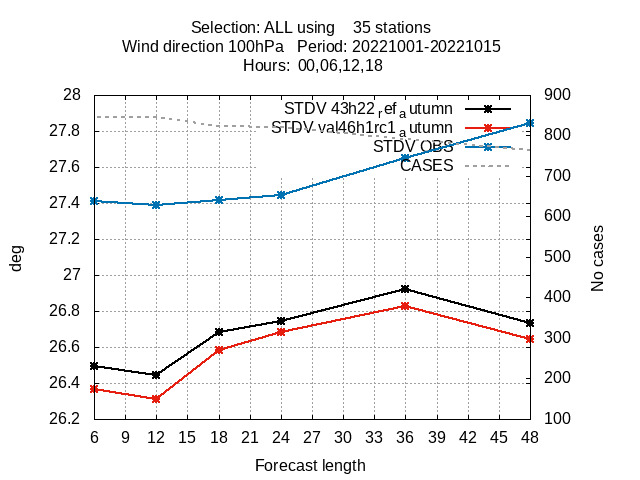 Selection: ALL using 35 stations
Wind direction 100hPa Period: 20221001-20221015
Hours: 00,06,12,18
STDV 43h22refautumn
STDV val46h1rc1autumn
STDV OBS
CASES
28
27.8
27.6
27.4
27.2
27
26.8
26.6
26.4
26.2
deg
900
800
700
600
500
400
300
200
100
No cases
6 9 12 15 18 21 24 27 30 33 36 39 42 45 48
Forecast length